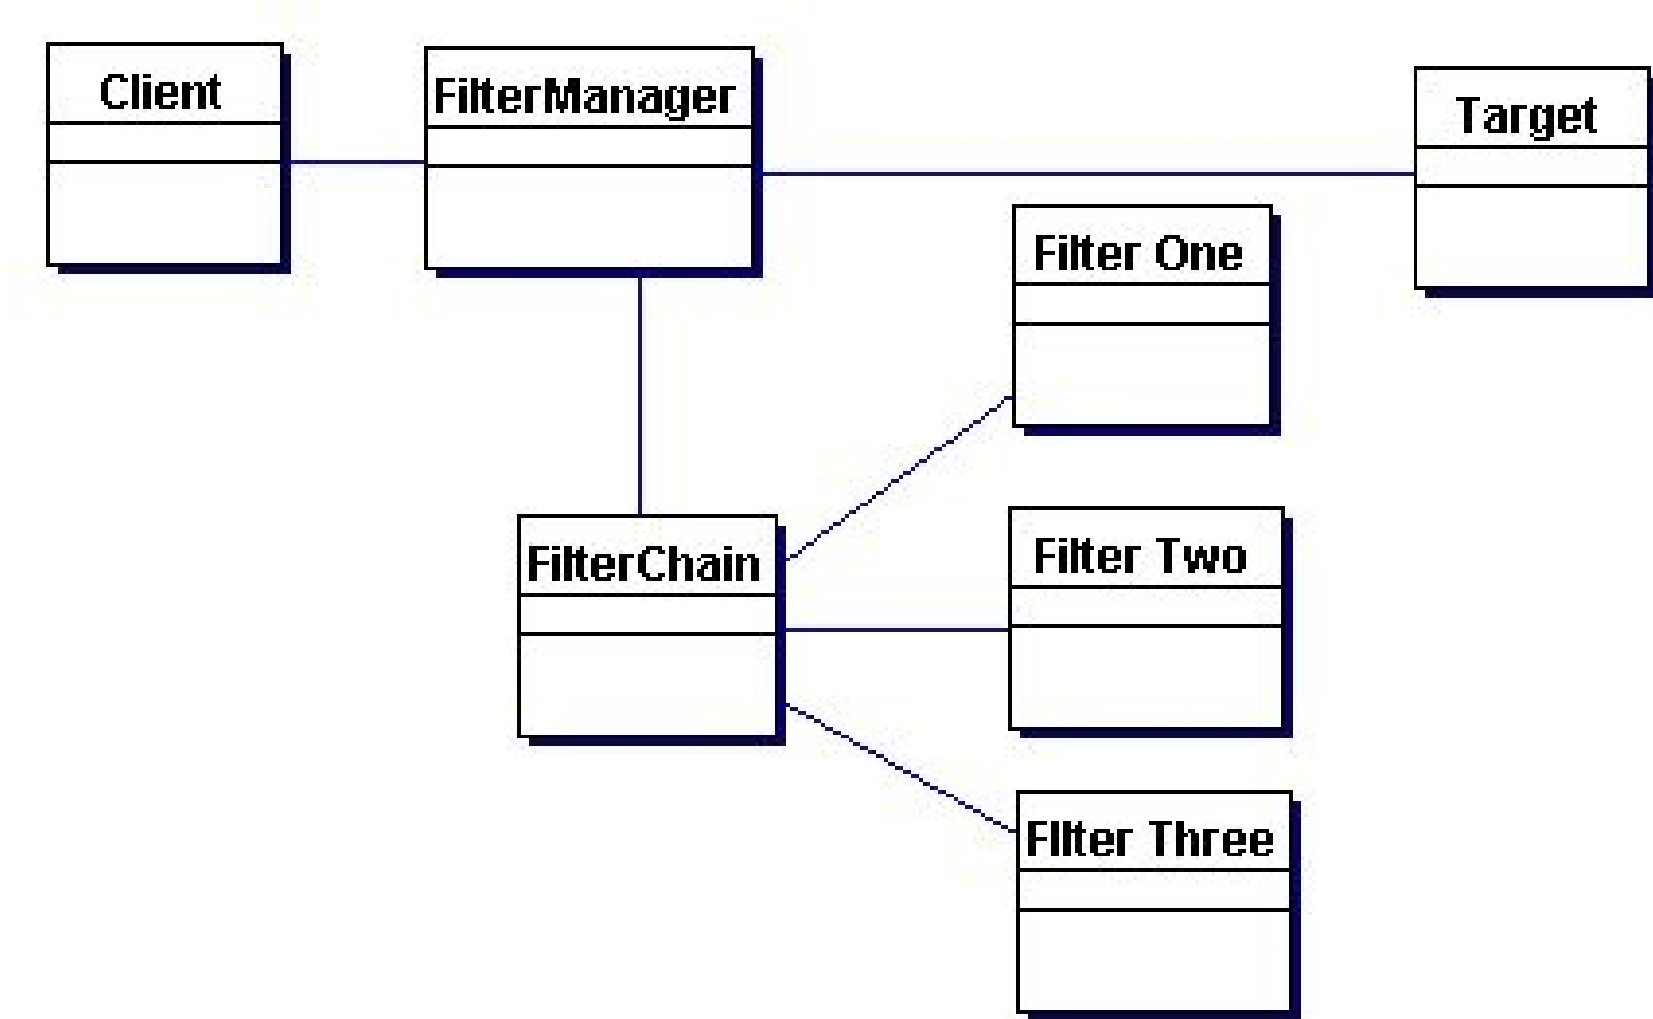 Client
FilterManager
Target
Filter One
FilterChain
Filter Two
FIlter Three